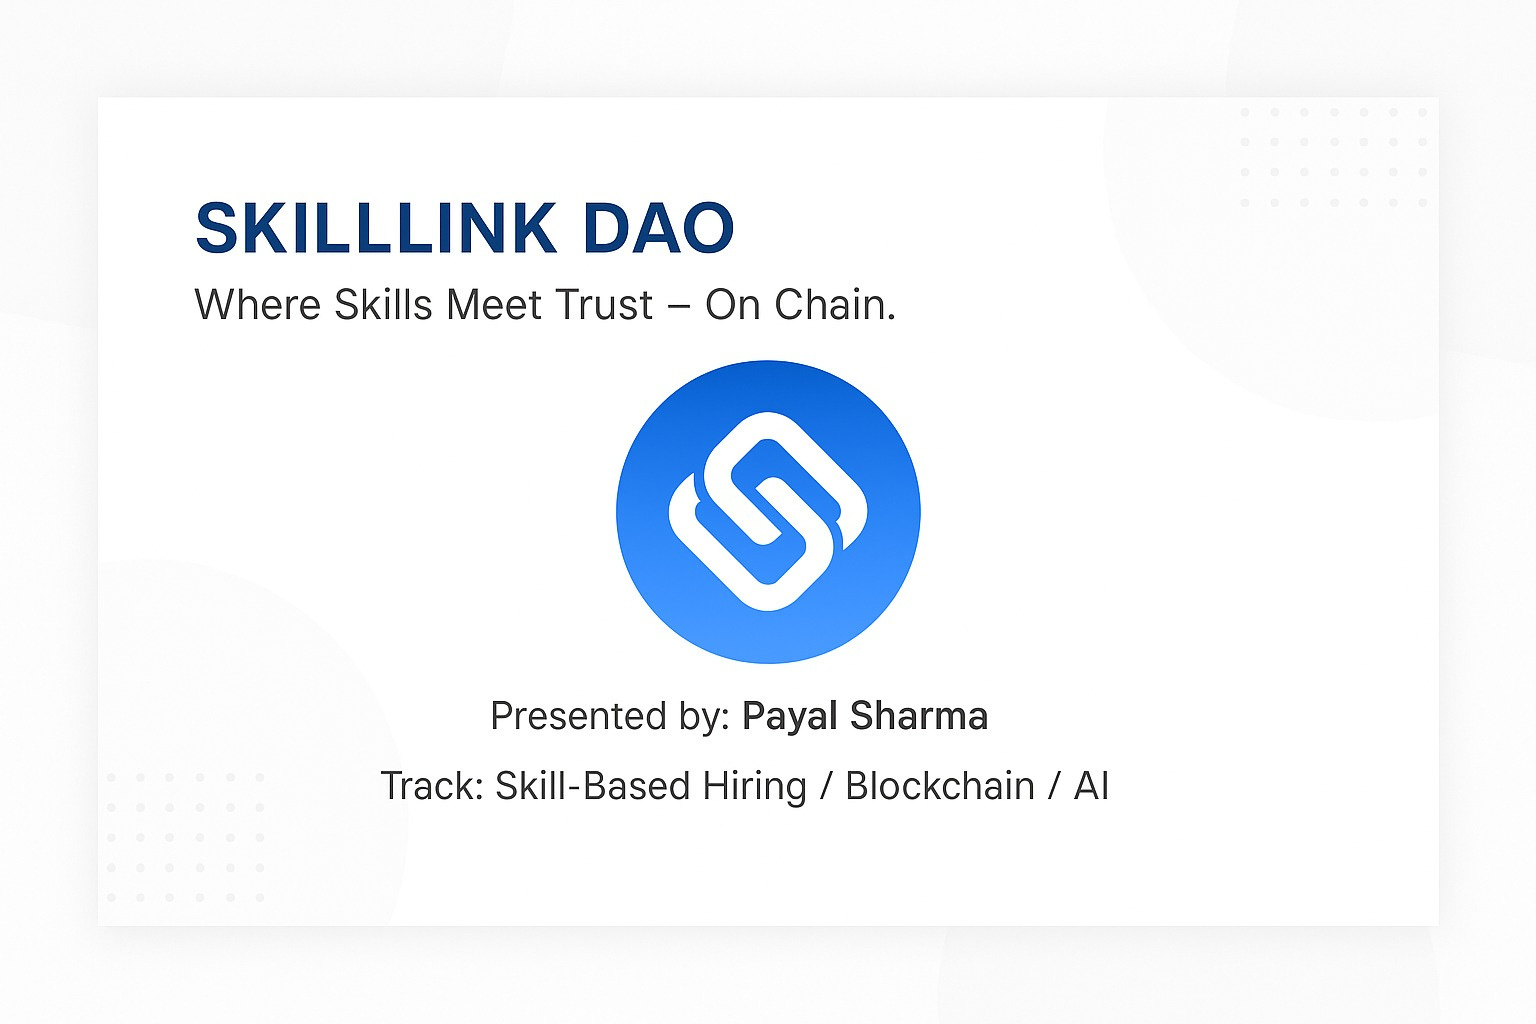 SKILLLINK DAO
Where Skills Meet Trust – On Chain.
Presented by: Payal Sharma
Track: Skill-Based Hiring / Blockchain / AI